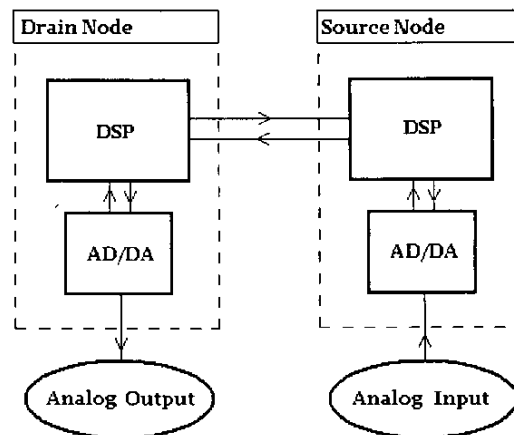 Drain Node
Source Node
DSP
DSP
AD/DA
AD/DA
Analog Output
Analog Input